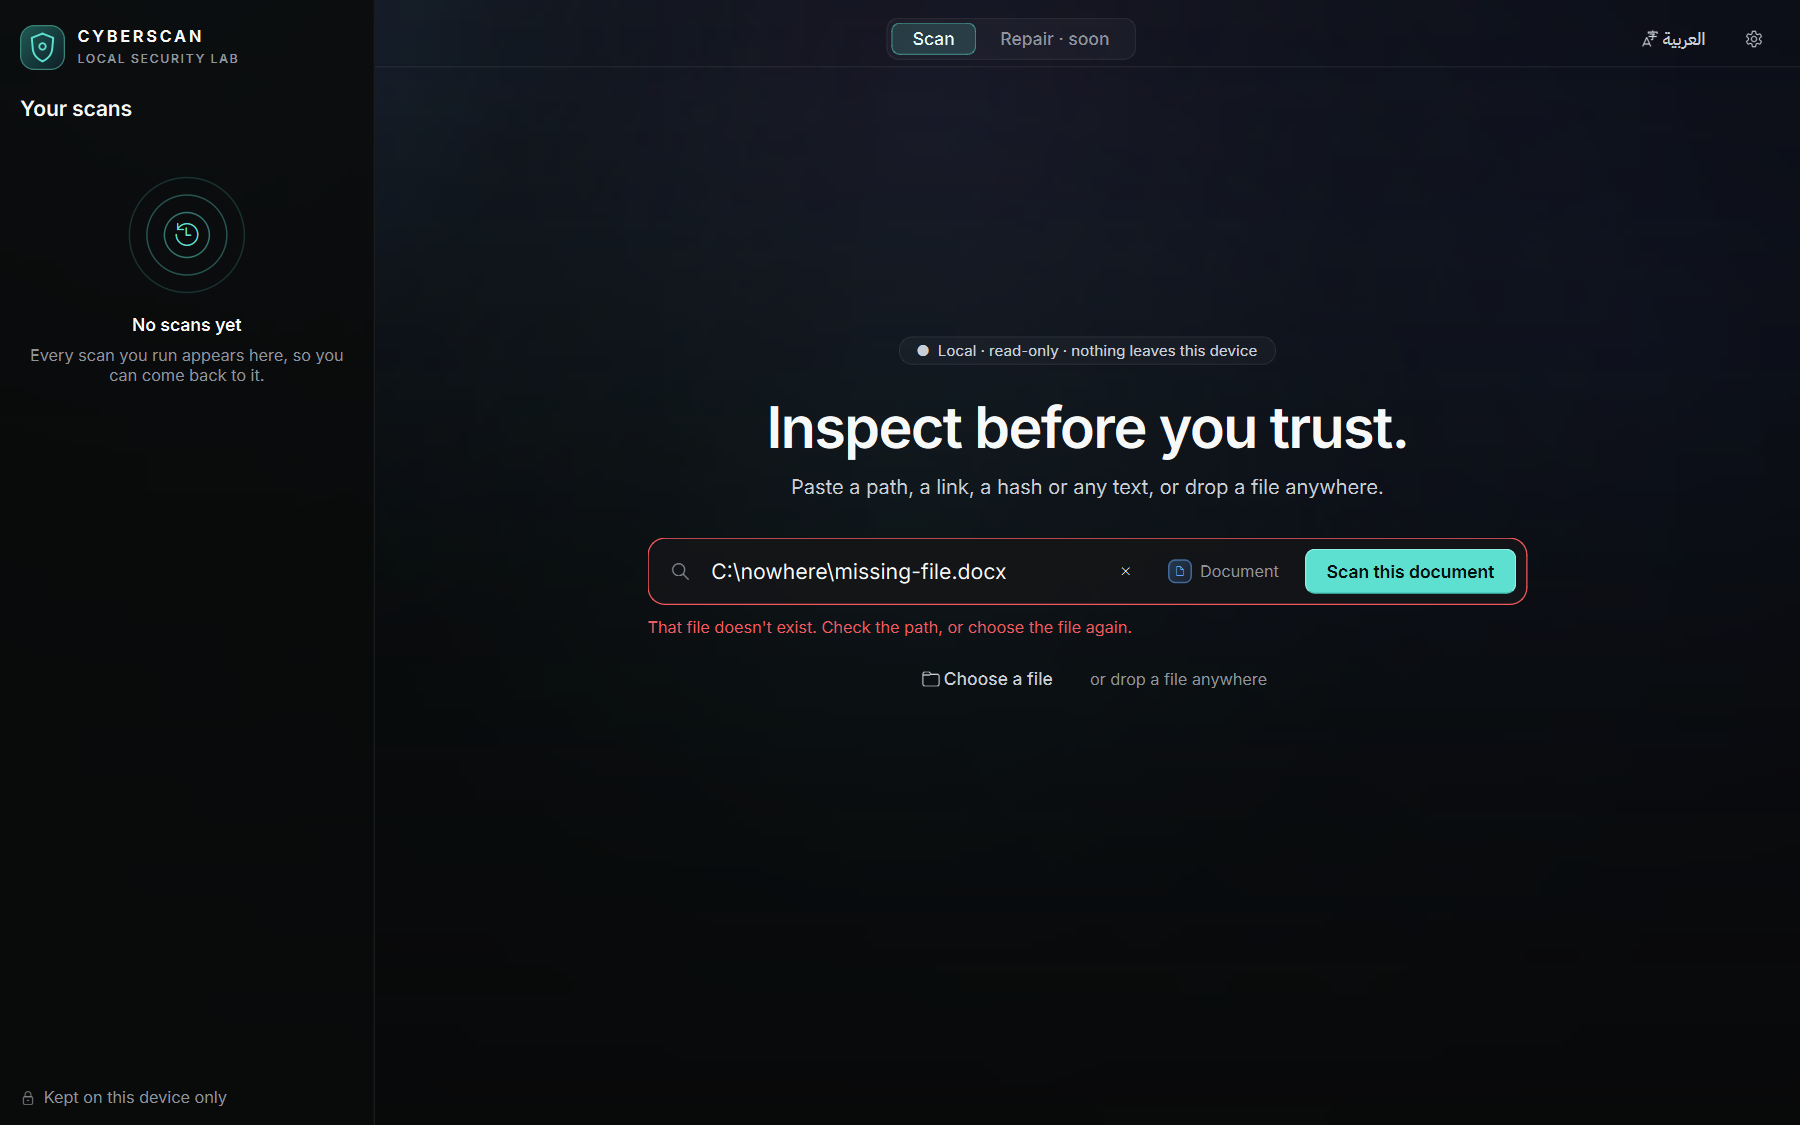 CYBERSCAN
LOCAL SECURITY LAB
Your scans
No scans yet
Every scan you run appears here, so you
can come back to it.
Kept on this device only
Scan
Repair · soon
العربية
Local · read-only · nothing leaves this device
Inspect before you trust.
Paste a path, a link, a hash or any text, or drop a file anywhere.
C:\nowhere\missing-file.docx
Document
Scan this document
That file doesn't exist. Check the path, or choose the file again.
Choose a file
or drop a file anywhere